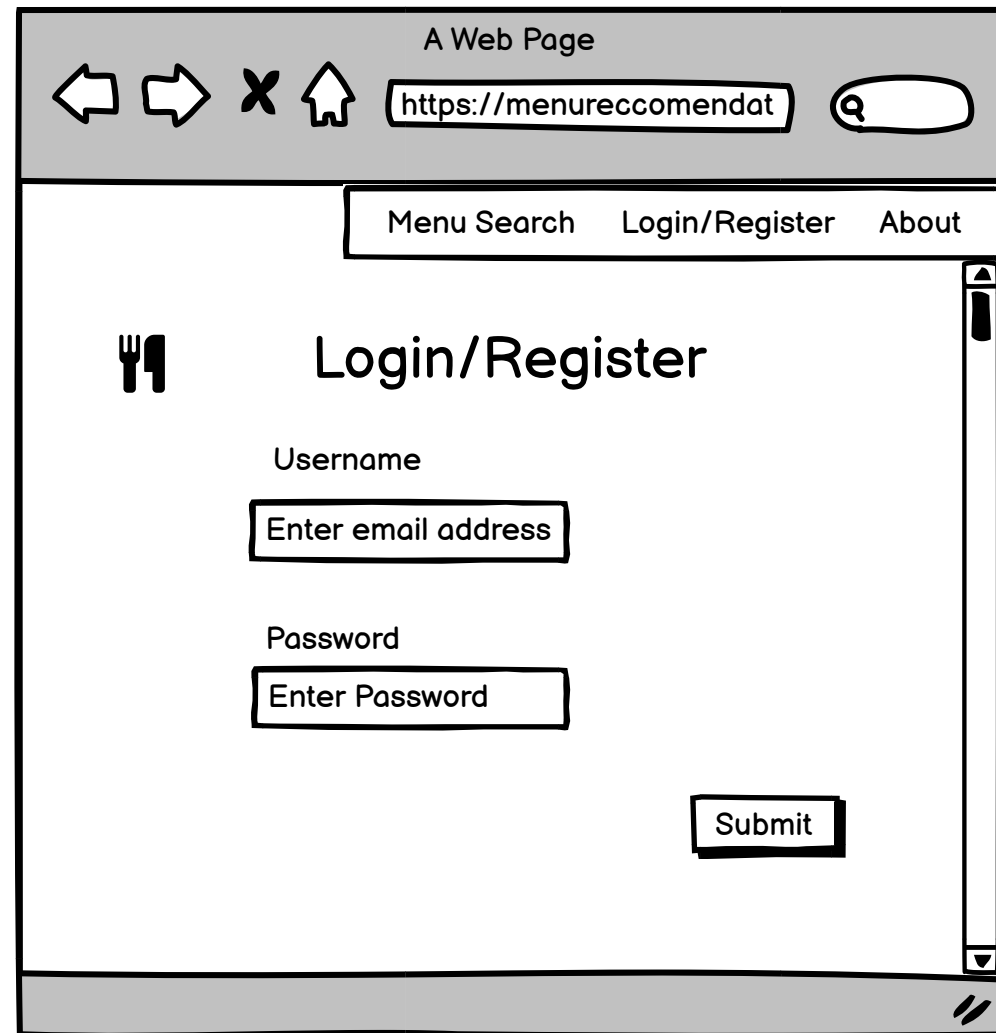 A Web Page
https://menureccomendat
Menu Search Login/Register About
Login/Register
Username
Enter email address
Password
Enter Password
Submit